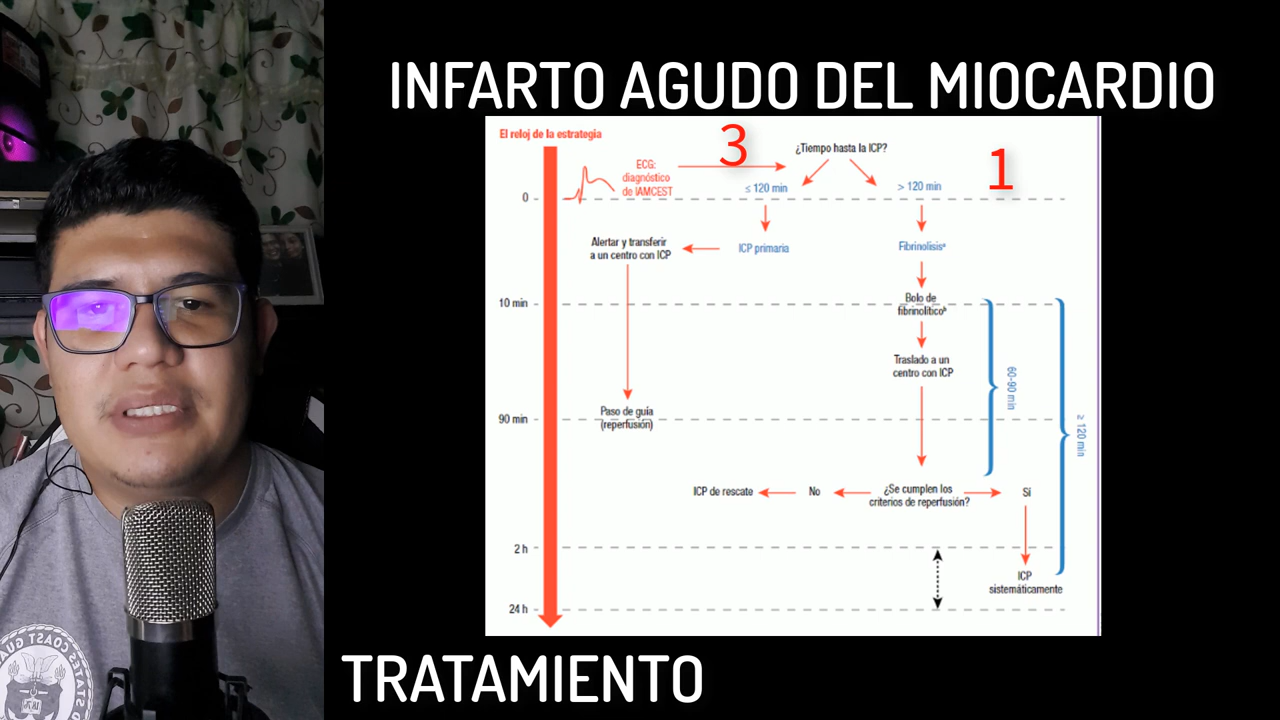 INFARTO AGUDO DEL MIOCARDIO
El reloj de la estrategia
3
¿Tiempo hasta la ICP?
1
ECG:
diagnóstico
de IAMCEST
≤ 120 min
> 120 min
0
Alertar y transferir
a un centro con ICP
ICP primaria
Fibrinolisisª
10 min
Bolo de
fibrinolíticoᵇ
Traslado a un
centro con ICP
60-90 min
≥ 120 min
90 min
Paso de guía
(reperfusión)
ICP de rescate
No
¿Se cumplen los
criterios de reperfusión?
Sí
2 h
ICP
sistemáticamente
24 h
TRATAMIENTO